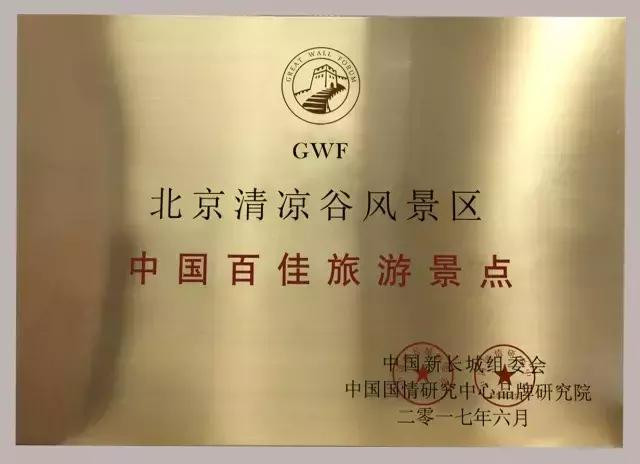 GREAT WALL FORUM
GWF
北京清凉谷风景区
中国百佳旅游景点
中国新长城组委会
中国国情研究中心品牌研究院
二零一七年六月